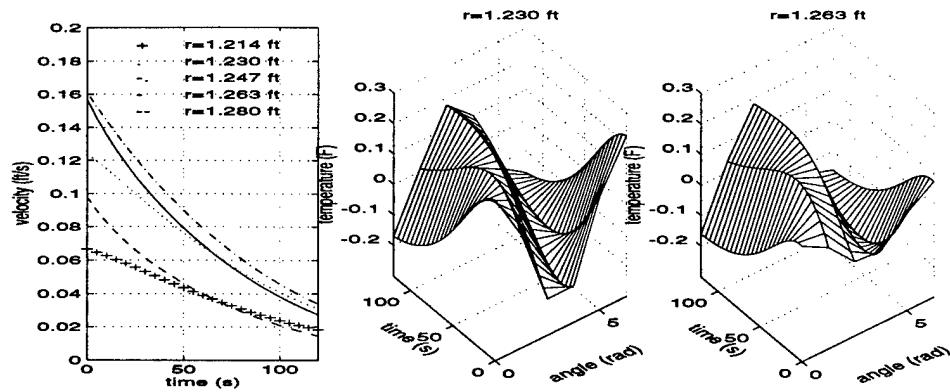 0.2
0.18
0.16
0.14
0.12
0.1
0.08
0.06
0.04
0.02
0
velocity (ft/s)
r=1.214 ft
r=1.230 ft
r=1.247 ft
r=1.263 ft
r=1.280 ft
0
50
100
time (s)
r=1.230 ft
0.3
0.2
0.1
0
-0.1
-0.2
temperature (F)
100
50
0
time (s)
0
5
angle (rad)
r=1.263 ft
0.3
0.2
0.1
0
-0.1
-0.2
temperature (F)
100
50
0
time (s)
0
5
angle (rad)